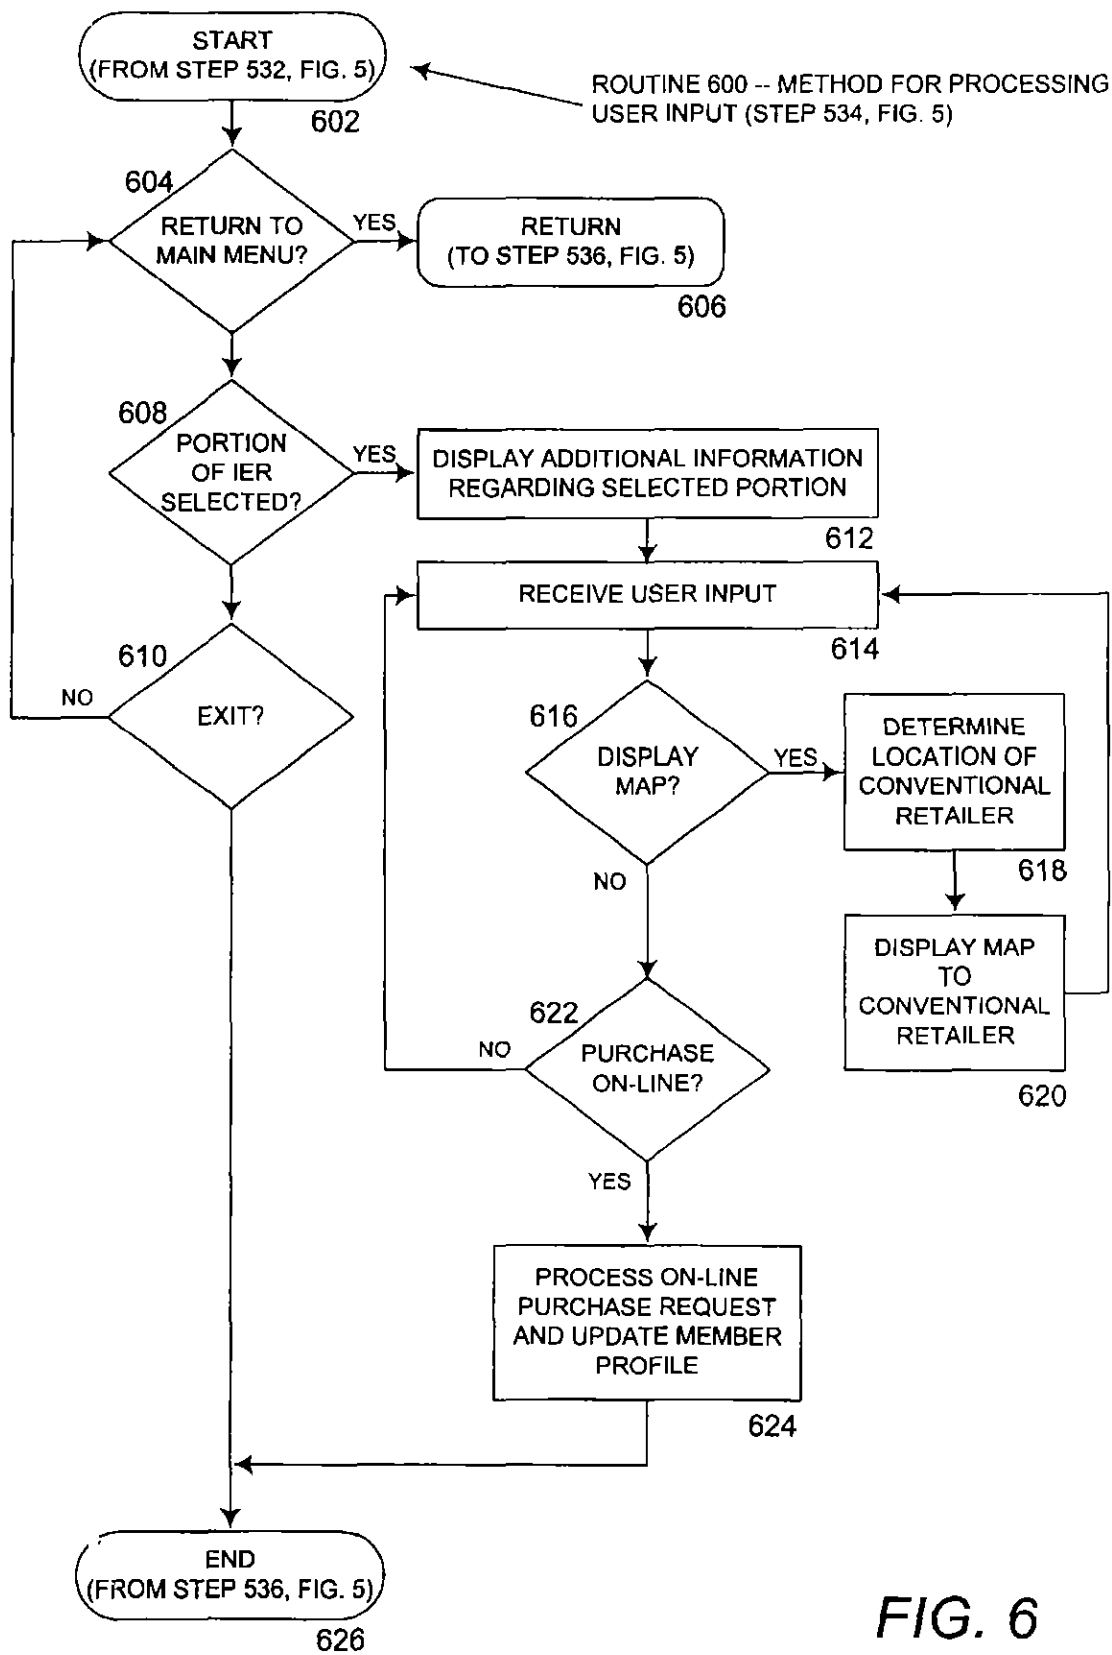 START
(FROM STEP 532, FIG. 5)
602
ROUTINE 600 -- METHOD FOR PROCESSING
USER INPUT (STEP 534, FIG. 5)
604
RETURN TO
MAIN MENU?
YES
RETURN
(TO STEP 536, FIG. 5)
606
608
PORTION
OF IER
SELECTED?
YES
DISPLAY ADDITIONAL INFORMATION
REGARDING SELECTED PORTION
612
RECEIVE USER INPUT
614
610
EXIT?
NO
616
DISPLAY
MAP?
YES
DETERMINE
LOCATION OF
CONVENTIONAL
RETAILER
618
NO
DISPLAY MAP
TO
CONVENTIONAL
RETAILER
620
622
PURCHASE
ON-LINE?
NO
YES
PROCESS ON-LINE
PURCHASE REQUEST
AND UPDATE MEMBER
PROFILE
624
END
(FROM STEP 536, FIG. 5)
626
FIG. 6